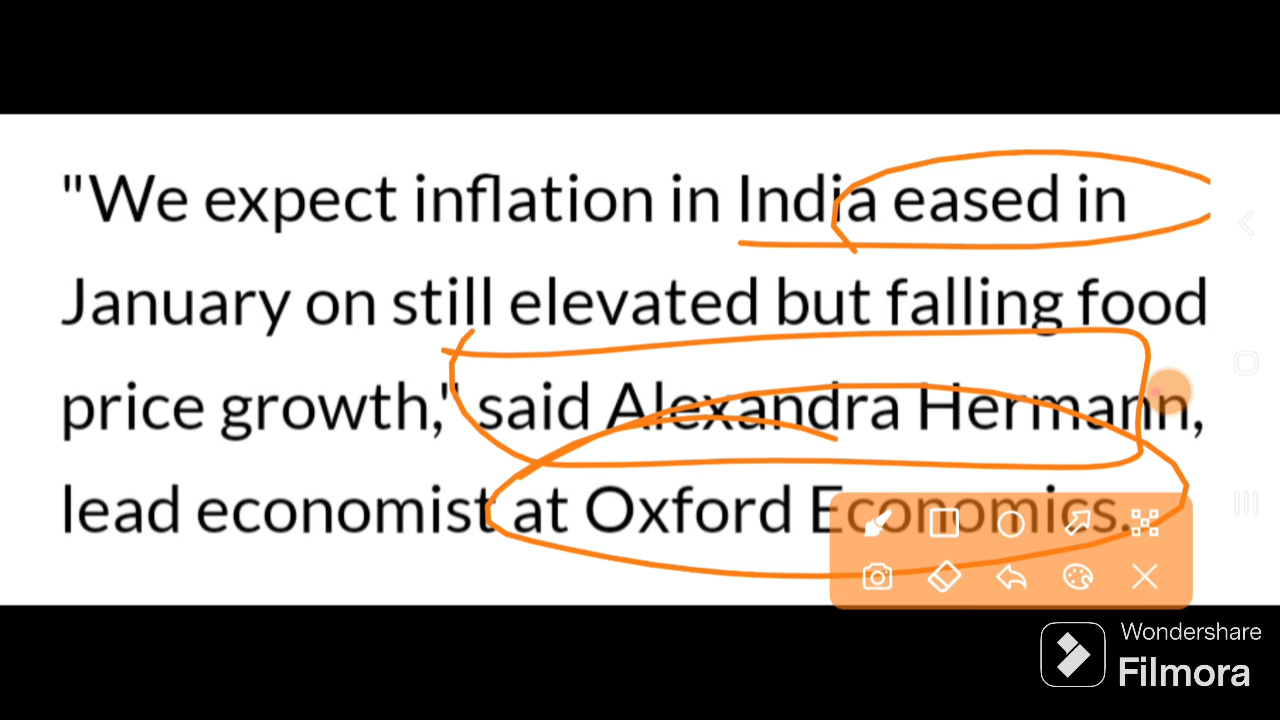 "We expect inflation in India eased in
January on still elevated but falling food
price growth," said Alexandra Hermann,
lead economist at Oxford Economics.
Wondershare
Filmora